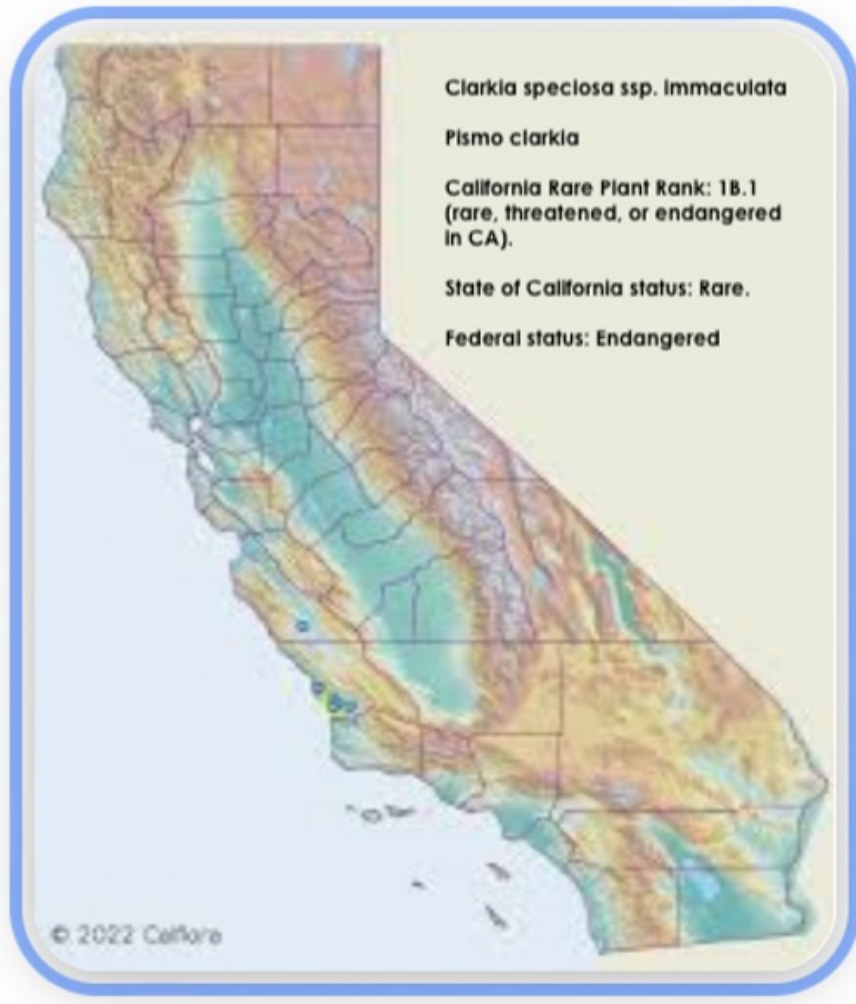 Clarkia speciosa ssp. immaculata
Pismo clarkia
California Rare Plant Rank: 1B.1
(rare, threatened, or endangered
in CA).
State of California status: Rare.
Federal status: Endangered
© 2022 Calflora